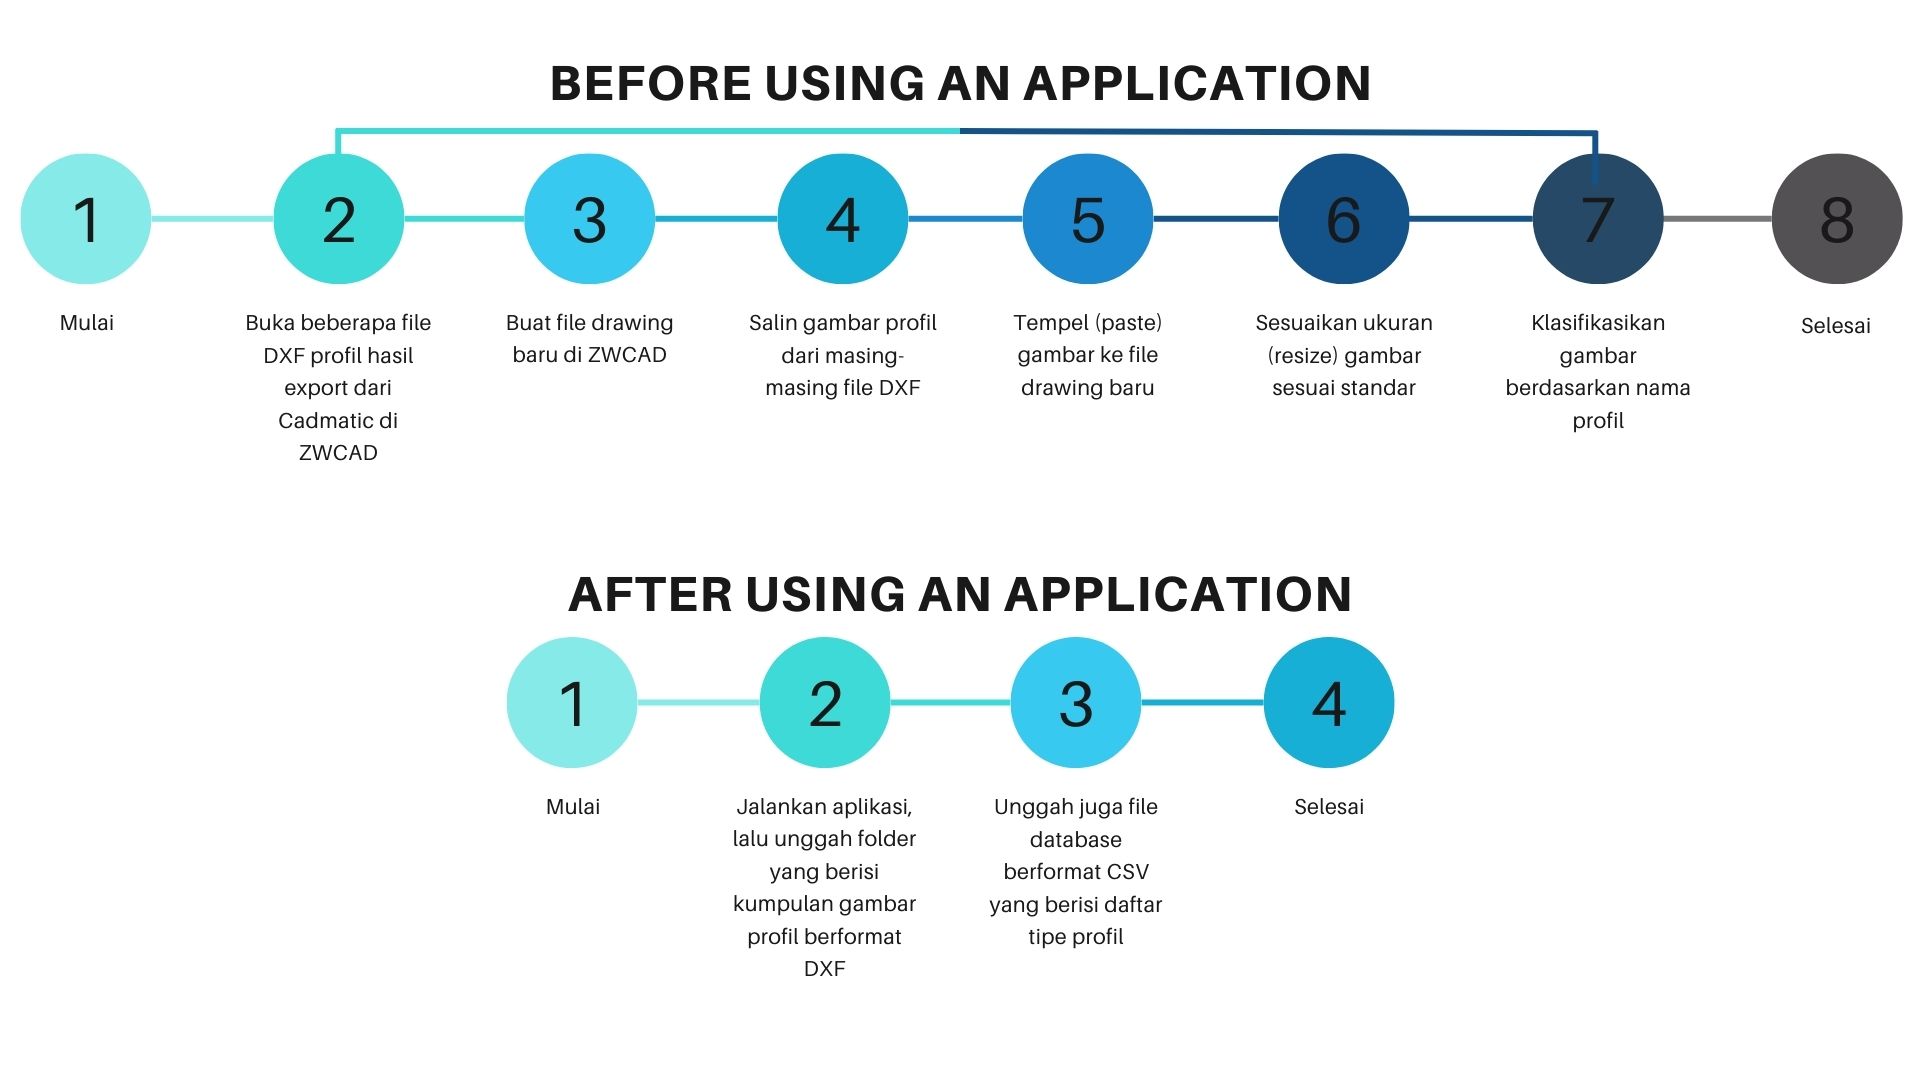 BEFORE USING AN APPLICATION
1
2
3
4
5
6
7
8
Mulai
Buka beberapa file
DXF profil hasil
export dari
Cadmatic di
ZWCAD
Buat file drawing
baru di ZWCAD
Salin gambar profil
dari masing-
masing file DXF
Tempel (paste)
gambar ke file
drawing baru
Sesuaikan ukuran
(resize) gambar
sesuai standar
Klasifikasikan
gambar
berdasarkan nama
profil
Selesai
AFTER USING AN APPLICATION
1
2
3
4
Mulai
Jalankan aplikasi,
lalu unggah folder
yang berisi
kumpulan gambar
profil berformat
DXF
Unggah juga file
database
berformat CSV
yang berisi daftar
tipe profil
Selesai